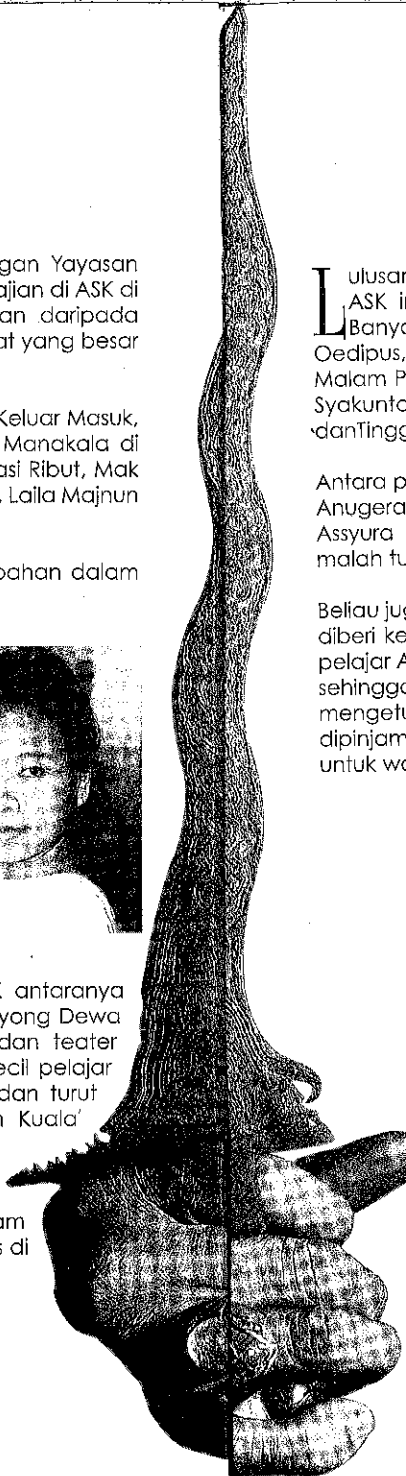 gan Yayasan
ajian di ASK di
an daripada
at yang besar
Keluar Masuk,
Manakala di
asi Ribut, Mak
, Laila Majnun
bahan dalam
K antaranya
yong Dewa
dan teater
ecil pelajar
dan turut
n Kuala'
am
s di
Lulusan
ASK in
Banya
Oedipus,
Malam P
Syakunta
danTingg
Antara p
Anugera
Assyura
malah tu
Beliau jug
diberi ke
pelajar A
sehingga
mengetu
dipinjam
untuk wa